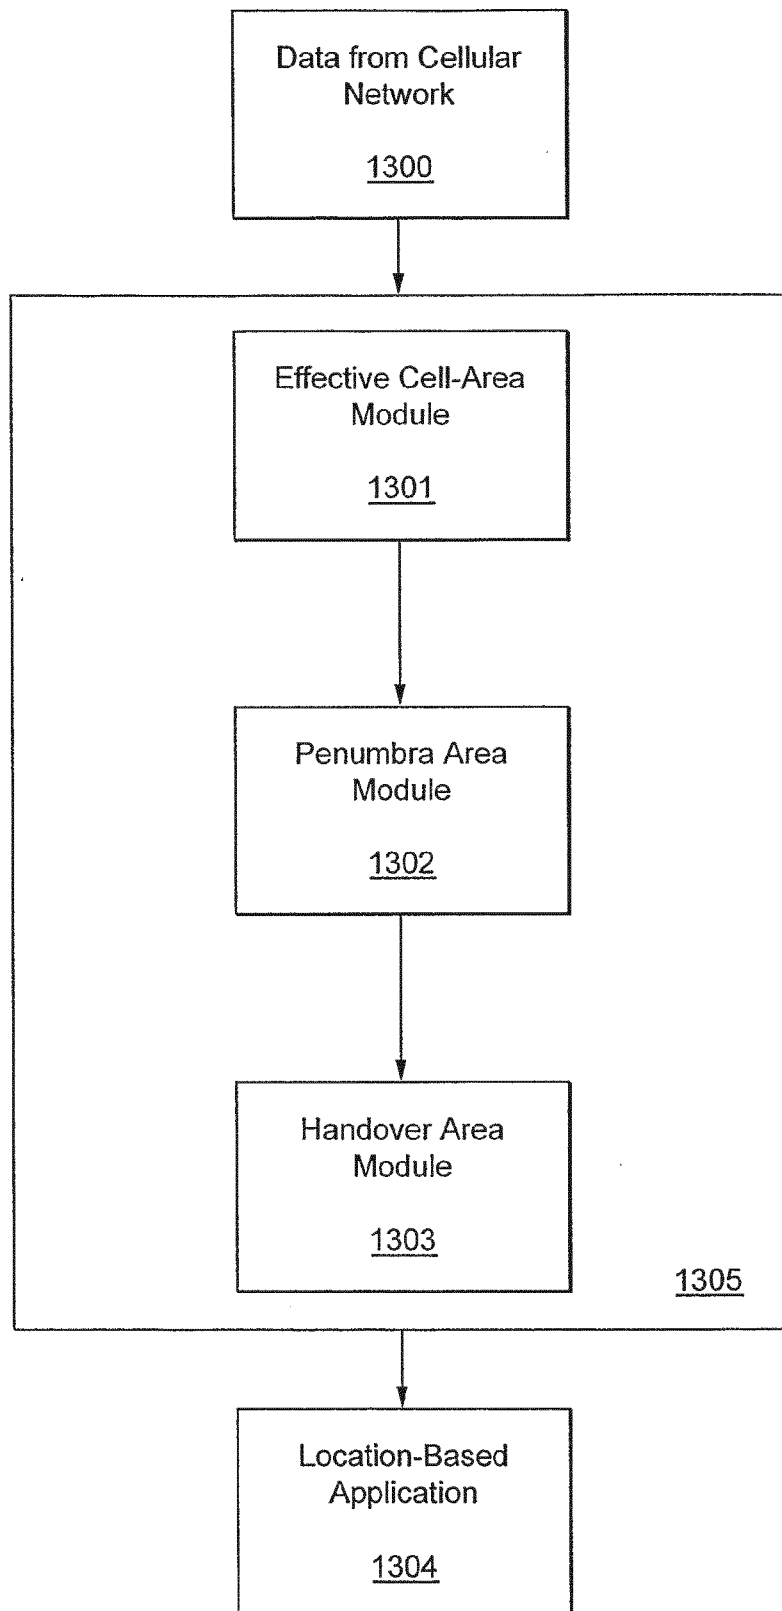 Data from Cellular
Network
1300
Effective Cell-Area
Module
1301
Penumbra Area
Module
1302
Handover Area
Module
1303
1305
Location-Based
Application
1304